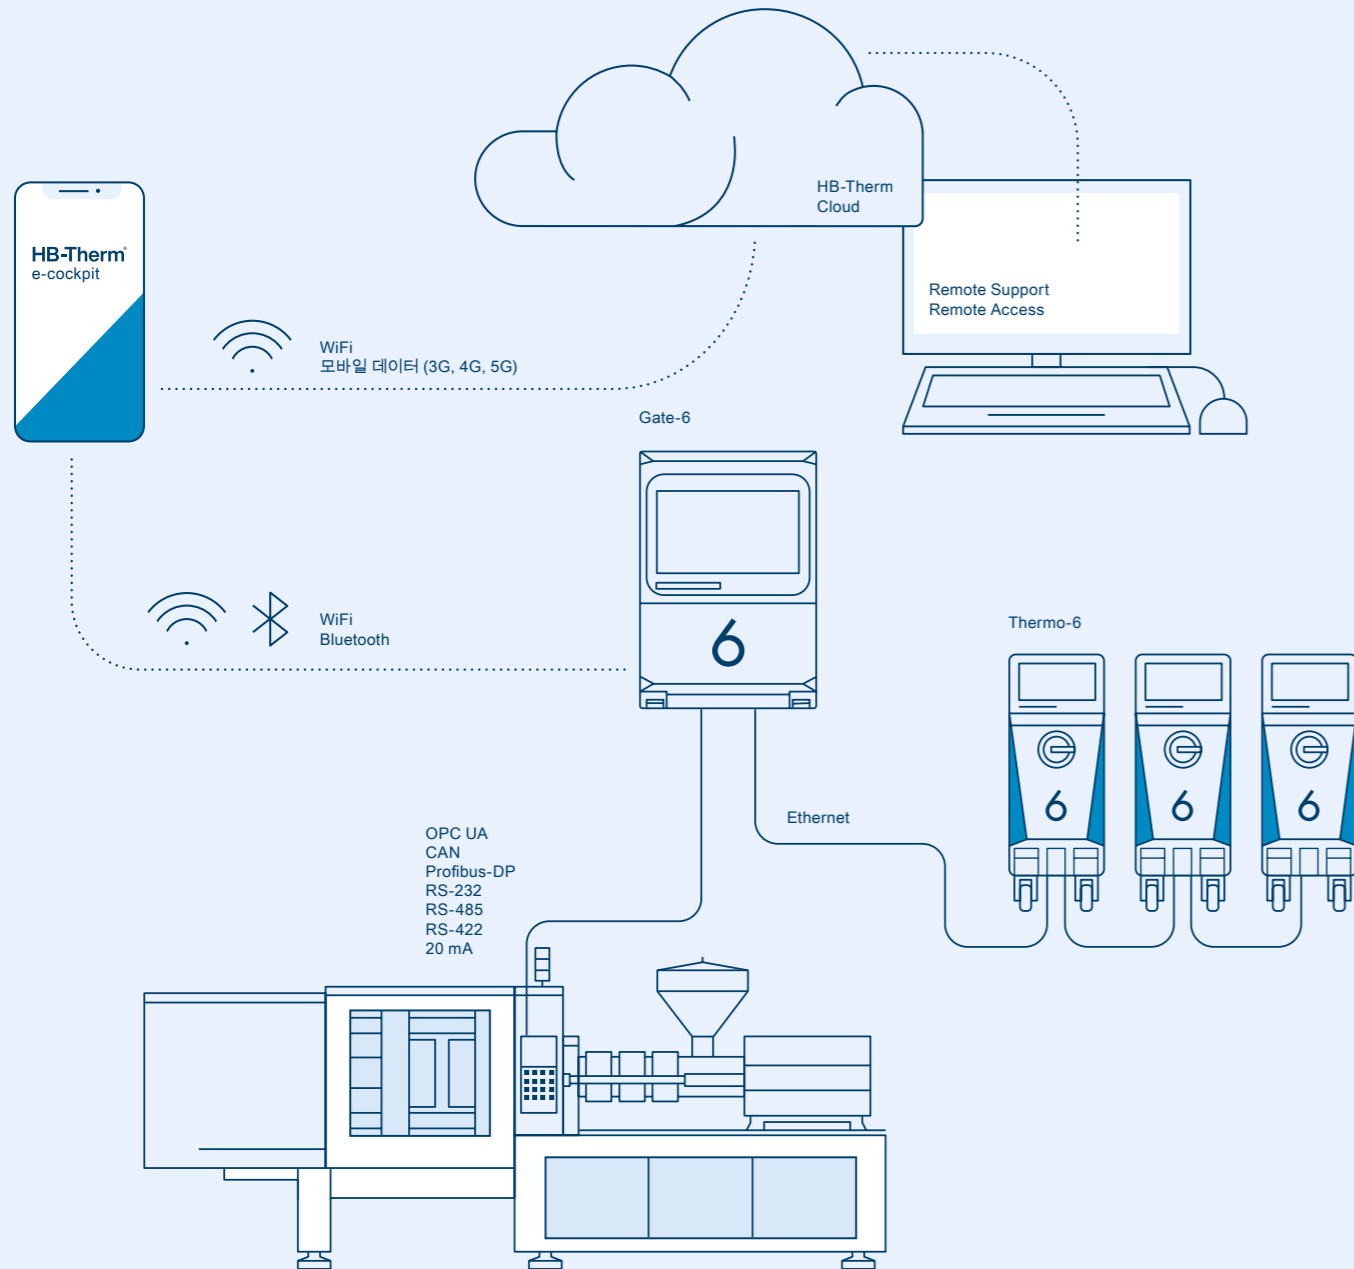 HB-Therm
Cloud
HB-Therm®
e-cockpit
Remote Support
Remote Access
WiFi
모바일 데이터 (3G, 4G, 5G)
Gate-6
6
WiFi
Bluetooth
Thermo-6
6
6
6
Ethernet
OPC UA
CAN
Profibus-DP
RS-232
RS-485
RS-422
20 mA